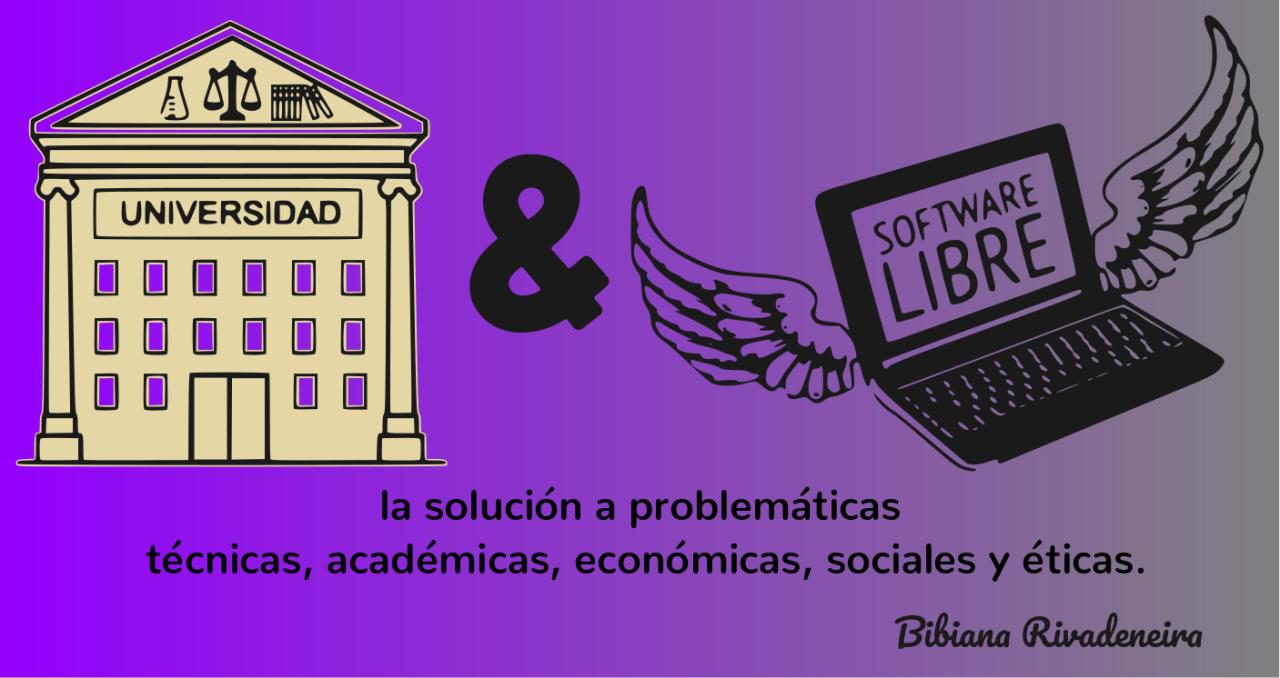 UNIVERSIDAD
&
SOFTWARE
LIBRE
la solución a problemáticas
técnicas, académicas, económicas, sociales y éticas.
Bibiana Rivadeneira